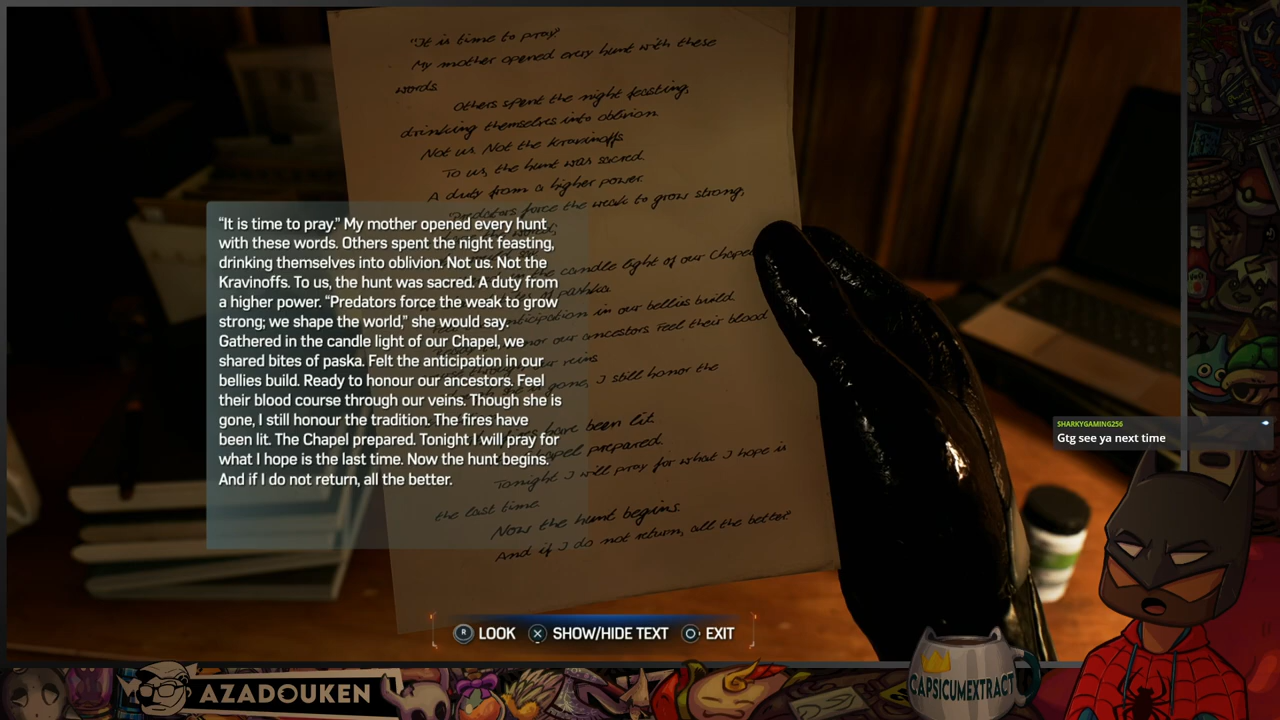 "It is time to pray."
My mother opened every hunt with these
words.
Others spent the night feasting,
drinking themselves into oblivion.
Not us. Not the Kravinoffs
To us, the hunt was sacred.
A duty from a higher power.
"Predators force the weak to grow strong,
the candle light of our Chapel
of paska.
anticipation in our bellies build.
honor our ancestors. Feel their blood
our veins.
gone, I still honor the
have been lit.
Chapel prepared.
Tonight I will pray for what I hope is
the last time.
Now the hunt begins.
And if I do not return, all the better."
“It is time to pray.” My mother opened every hunt
with these words. Others spent the night feasting,
drinking themselves into oblivion. Not us. Not the
Kravinoffs. To us, the hunt was sacred. A duty from
a higher power. “Predators force the weak to grow
strong; we shape the world,” she would say.
Gathered in the candle light of our Chapel, we
shared bites of paska. Felt the anticipation in our
bellies build. Ready to honour our ancestors. Feel
their blood course through our veins. Though she is
gone, I still honour the tradition. The fires have
been lit. The Chapel prepared. Tonight I will pray for
what I hope is the last time. Now the hunt begins.
And if I do not return, all the better.
SHARKYGAMING256
Gtg see ya next time
R LOOK X SHOW/HIDE TEXT O EXIT
AZADOUKEN
CAPSICUMEXTRACT